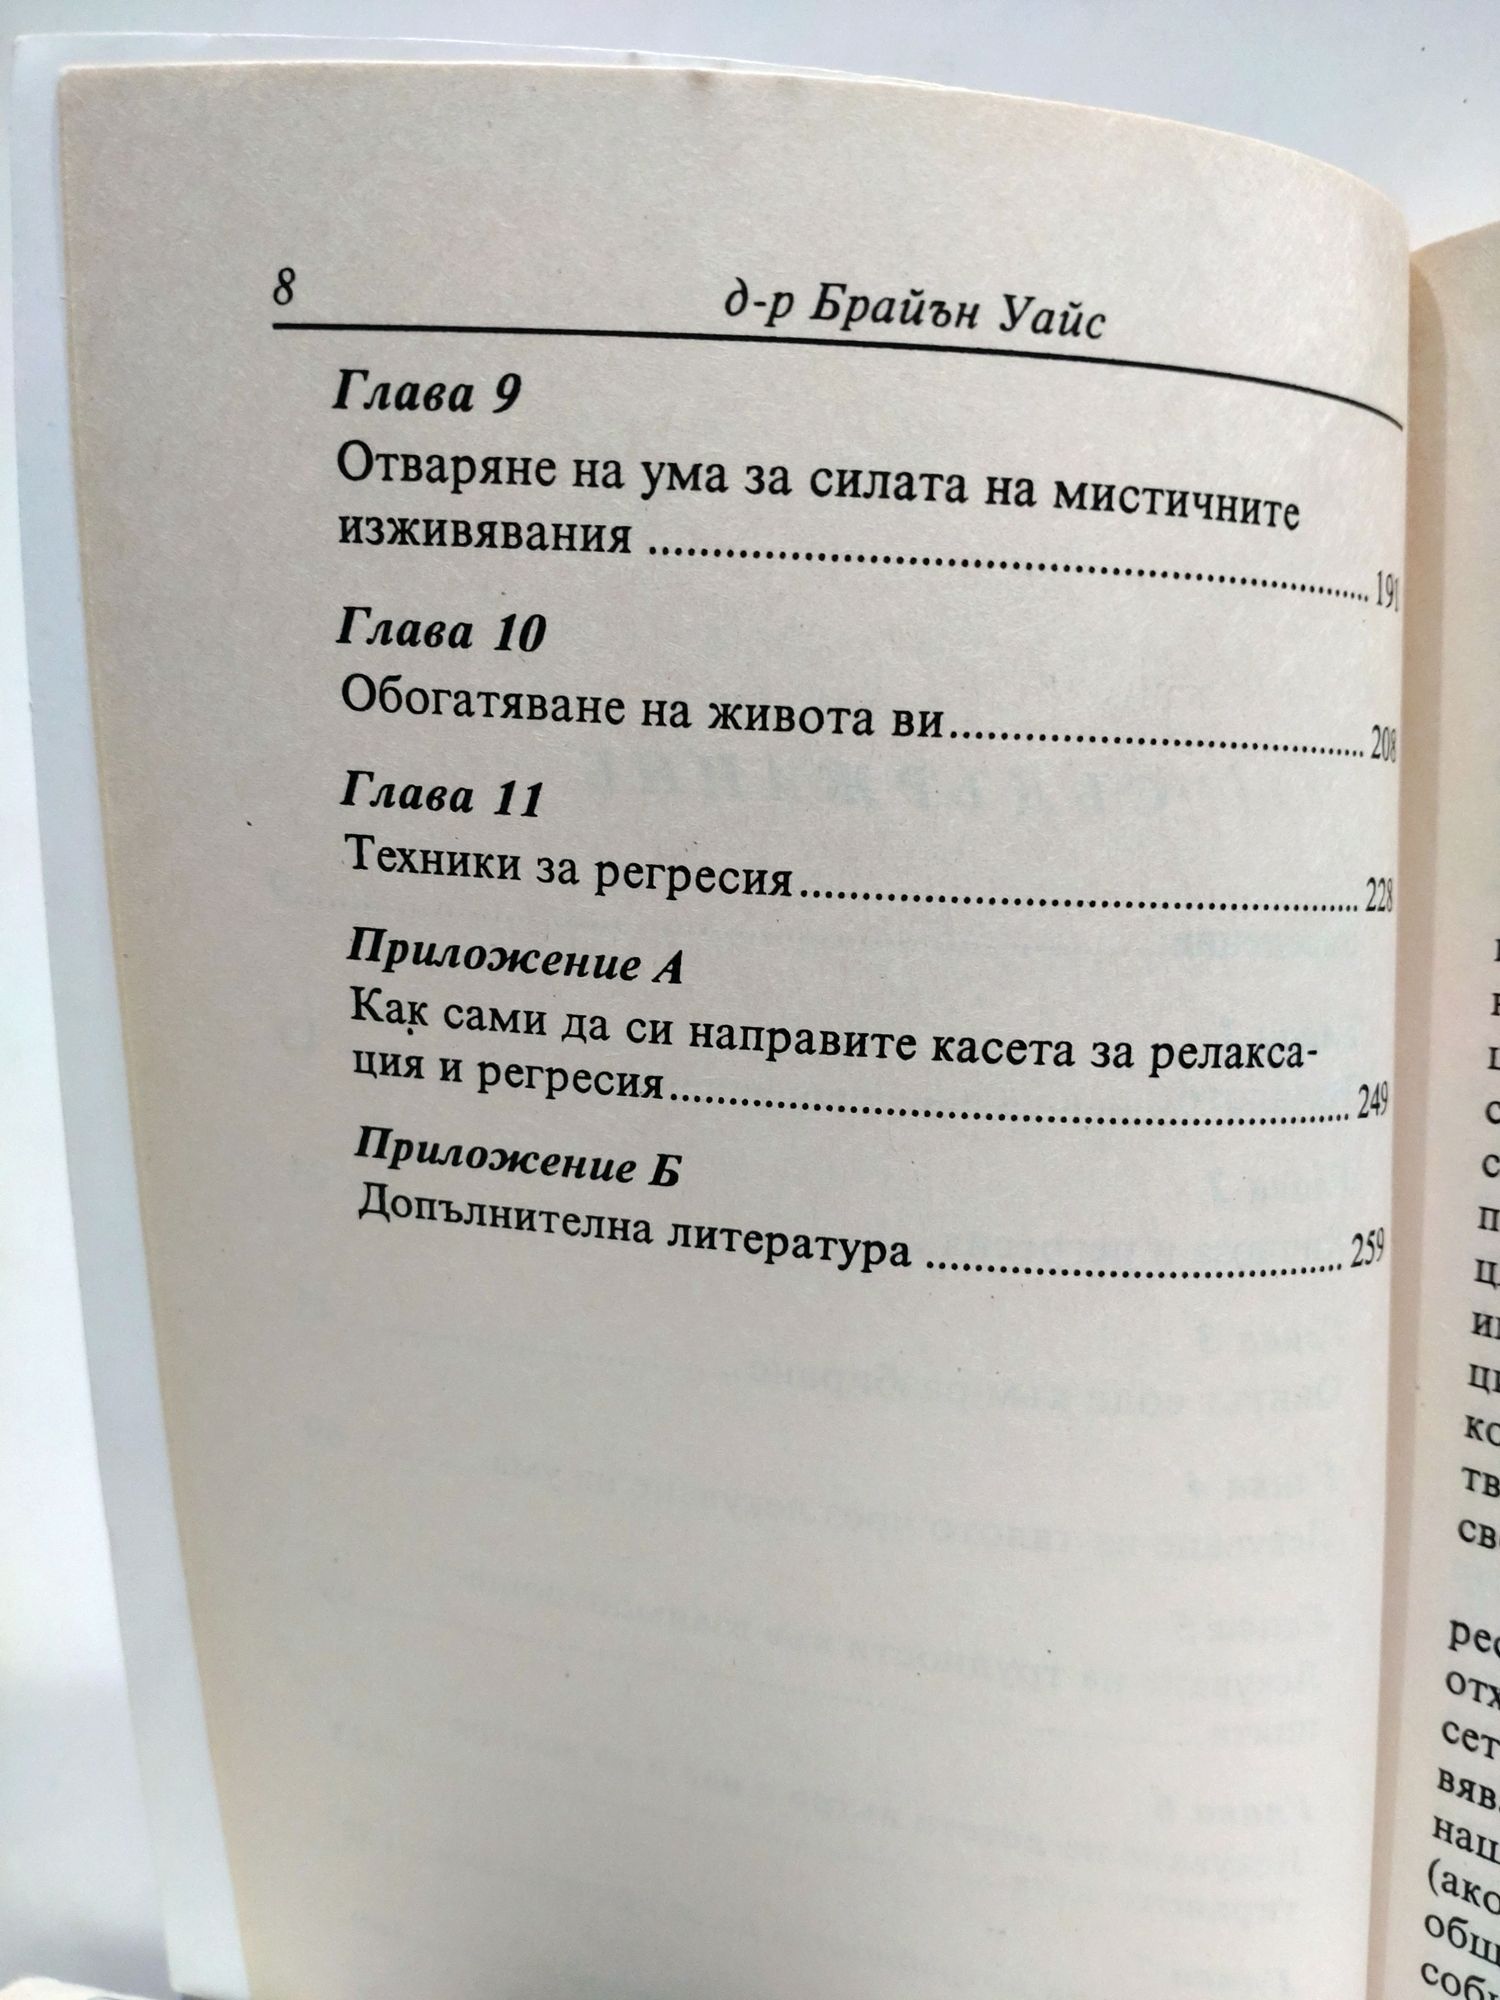 8 д-р Брайън Уайс
Глава 9
Отваряне на ума за силата на мистичните
изживявания ........................................................ 191
Глава 10
Обогатяване на живота ви................................. 208
Глава 11
Техники за регресия............................................ 228
Приложение А
Как сами да си направите касета за релакса-
ция и регресия...................................................... 249
Приложение Б
Допълнителна литература ................................. 259